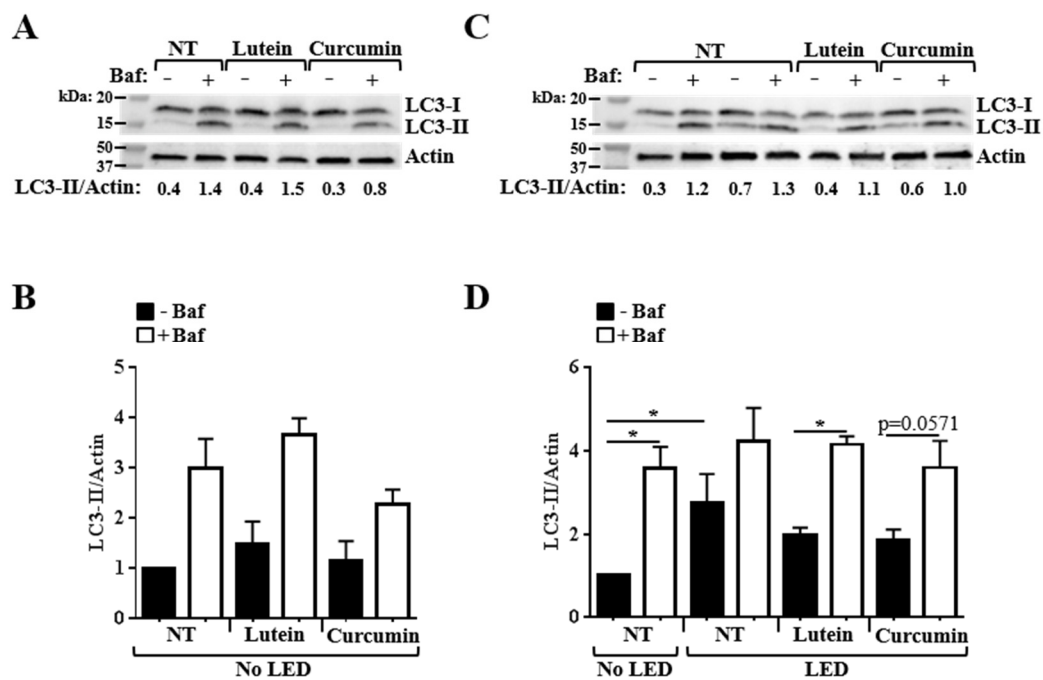 A
NT Lutein Curcumin
Baf: - + - + - +
kDa: 20
LC3-I
15
LC3-II
50
Actin
37
LC3-II/Actin: 0.4 1.4 0.4 1.5 0.3 0.8
C
NT Lutein Curcumin
Baf: - + - + - + - +
kDa: 20
LC3-I
15
LC3-II
50
Actin
37
LC3-II/Actin: 0.3 1.2 0.7 1.3 0.4 1.1 0.6 1.0
B
- Baf
+ Baf
LC3-II/Actin
5
4
3
2
1
0
NT Lutein Curcumin
No LED
D
- Baf
+ Baf
LC3-II/Actin
6
4
2
0
* * * p=0.0571
NT NT Lutein Curcumin
No LED LED